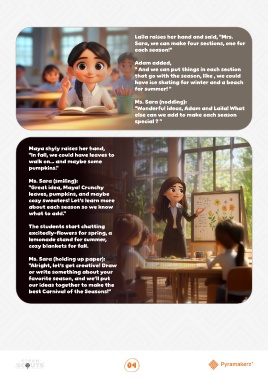 Laila raises her hand and said, "Mrs.
Sara, we can make four sections, one for
each season!"
Adam added,
"And we can put things in each section
that go with the season, like , we could
have ice skating for winter and a beach
for summer!"
Ms. Sara (nodding):
"Wonderful ideas, Adam and Laila! What
else can we add to make each season
special ? "
Maya shyly raises her hand,
"In fall, we could have leaves to
walk on... and maybe some
pumpkins!"
Ms. Sara (smiling):
"Great idea, Maya! Crunchy
leaves, pumpkins, and maybe
cozy sweaters! Let's learn more
about each season so we know
what to add."
The students start chatting
excitedly-flowers for spring, a
lemonade stand for summer,
cozy blankets for fall.
Ms. Sara (holding up paper):
"Alright, let's get creative! Draw
or write something about your
favorite season, and we'll put
our ideas together to make the
best Carnival of the Seasons!"
04
Pyramakerz